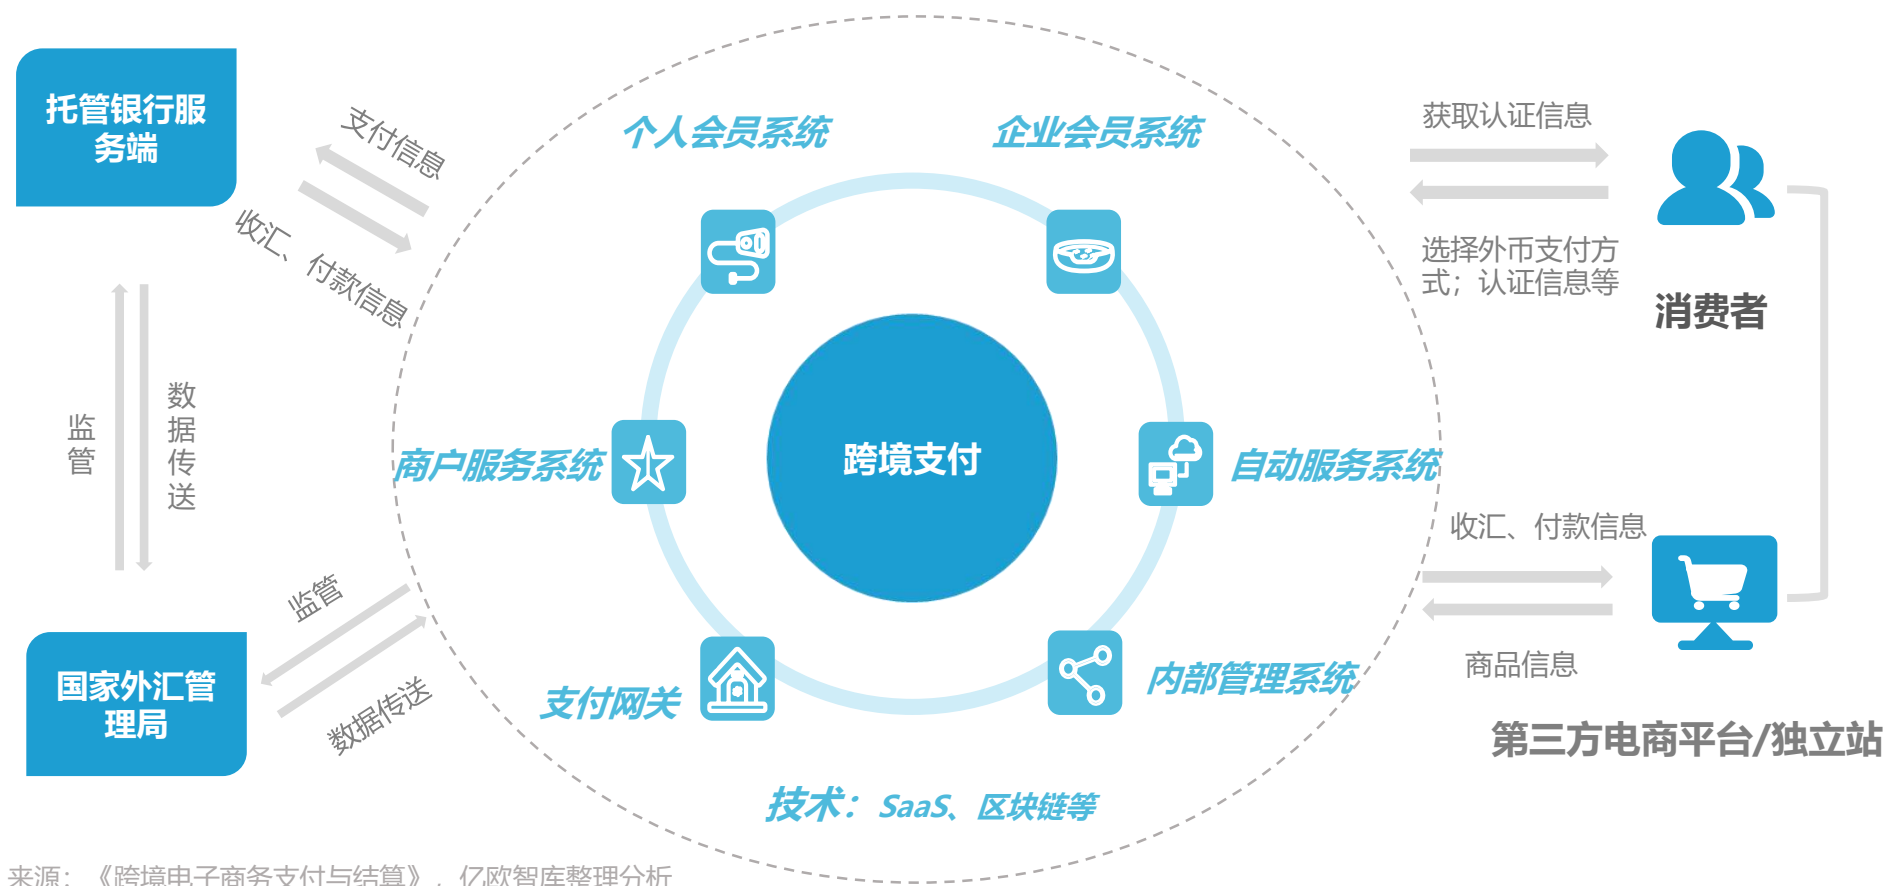 托管银行服
务端
支付信息
收汇、付款信息
监
管
数
据
传
送
国家外汇管
理局
监管
数据传送
个人会员系统
企业会员系统
商户服务系统
跨境支付
自动服务系统
支付网关
内部管理系统
技术：SaaS、区块链等
获取认证信息
选择外币支付方
式；认证信息等
消费者
收汇、付款信息
商品信息
第三方电商平台/独立站
来源：《跨境电子商务支付与结算》，亿欧智库整理分析